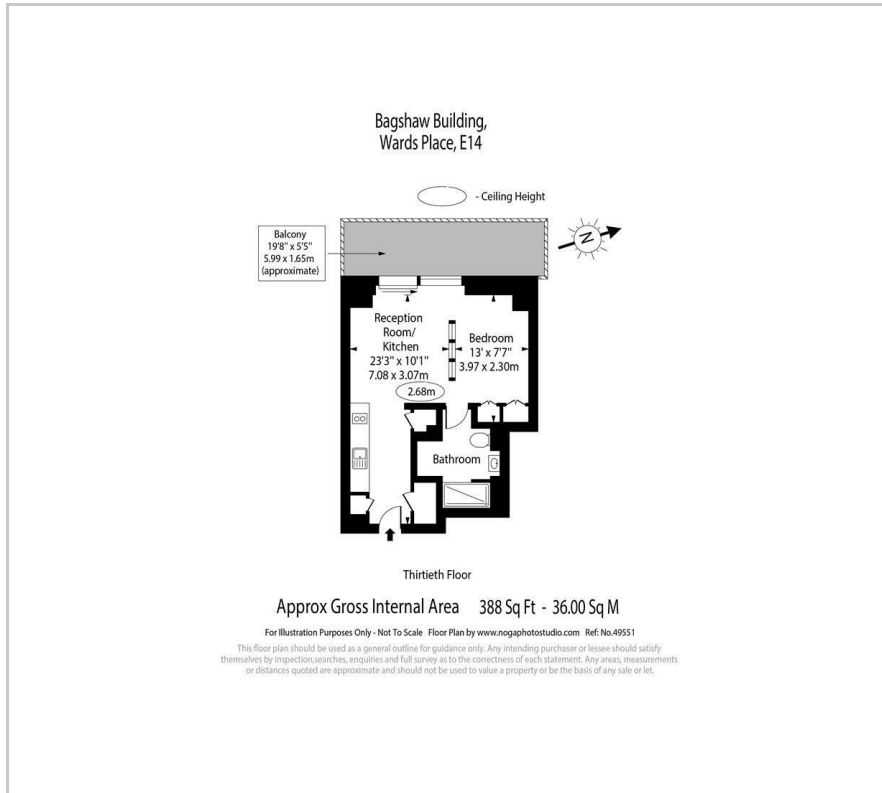 Bagshaw Building,
Wards Place, E14
- Ceiling Height
Balcony
19'8" x 5'5"
5.99 x 1.65m
(approximate)
N
Reception
Room/
Kitchen
23'3" x 10'1"
7.08 x 3.07m
2.68m
Bedroom
13' x 7'7"
3.97 x 2.30m
Bathroom
Thirtieth Floor
Approx Gross Internal Area 388 Sq Ft - 36.00 Sq M
For Illustration Purposes Only - Not To Scale Floor Plan by www.nogaphotostudio.com Ref: No.49551
This floor plan should be used as a general outline for guidance only. Any intending purchaser or lessee should satisfy
themselves by inspection,searches, enquiries and full survey as to the correctness of each statement. Any areas, measurements
or distances quoted are approximate and should not be used to value a property or be the basis of any sale or let.